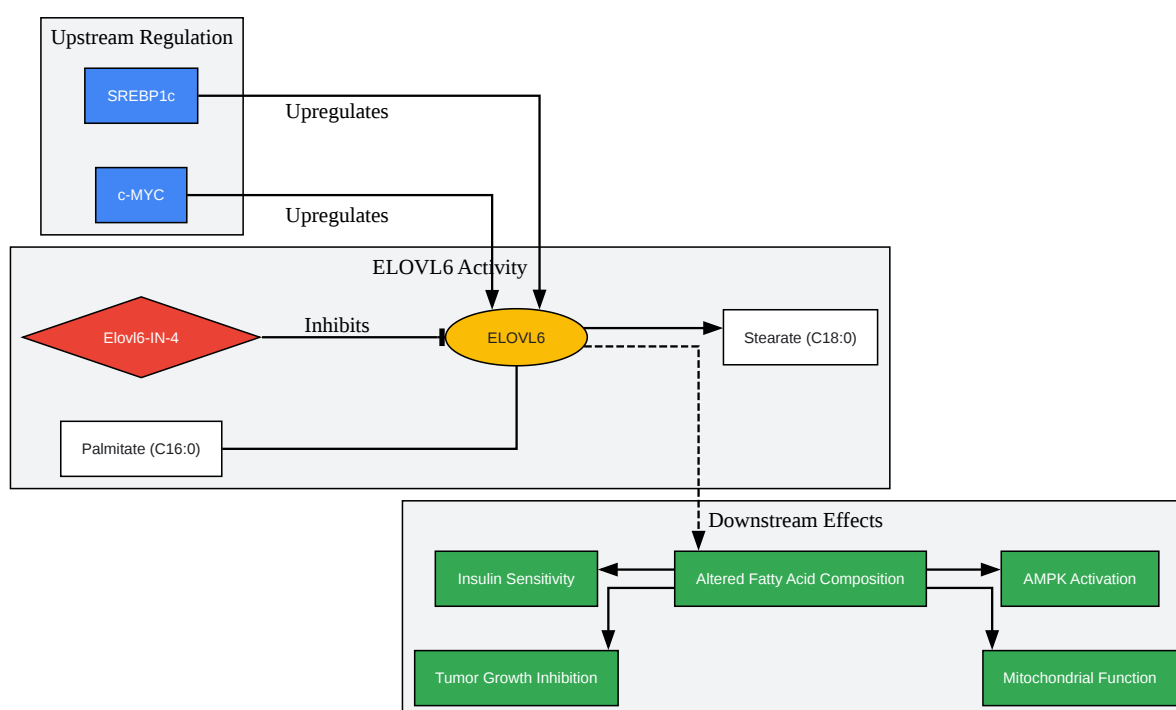 Upstream Regulation
SREBP1c
Upregulates
c-MYC
Upregulates
ELOVL6 Activity
Elovl6-IN-4
Inhibits
ELOVL6
Stearate (C18:0)
Palmitate (C16:0)
Downstream Effects
Insulin Sensitivity
Altered Fatty Acid Composition
AMPK Activation
Tumor Growth Inhibition
Mitochondrial Function